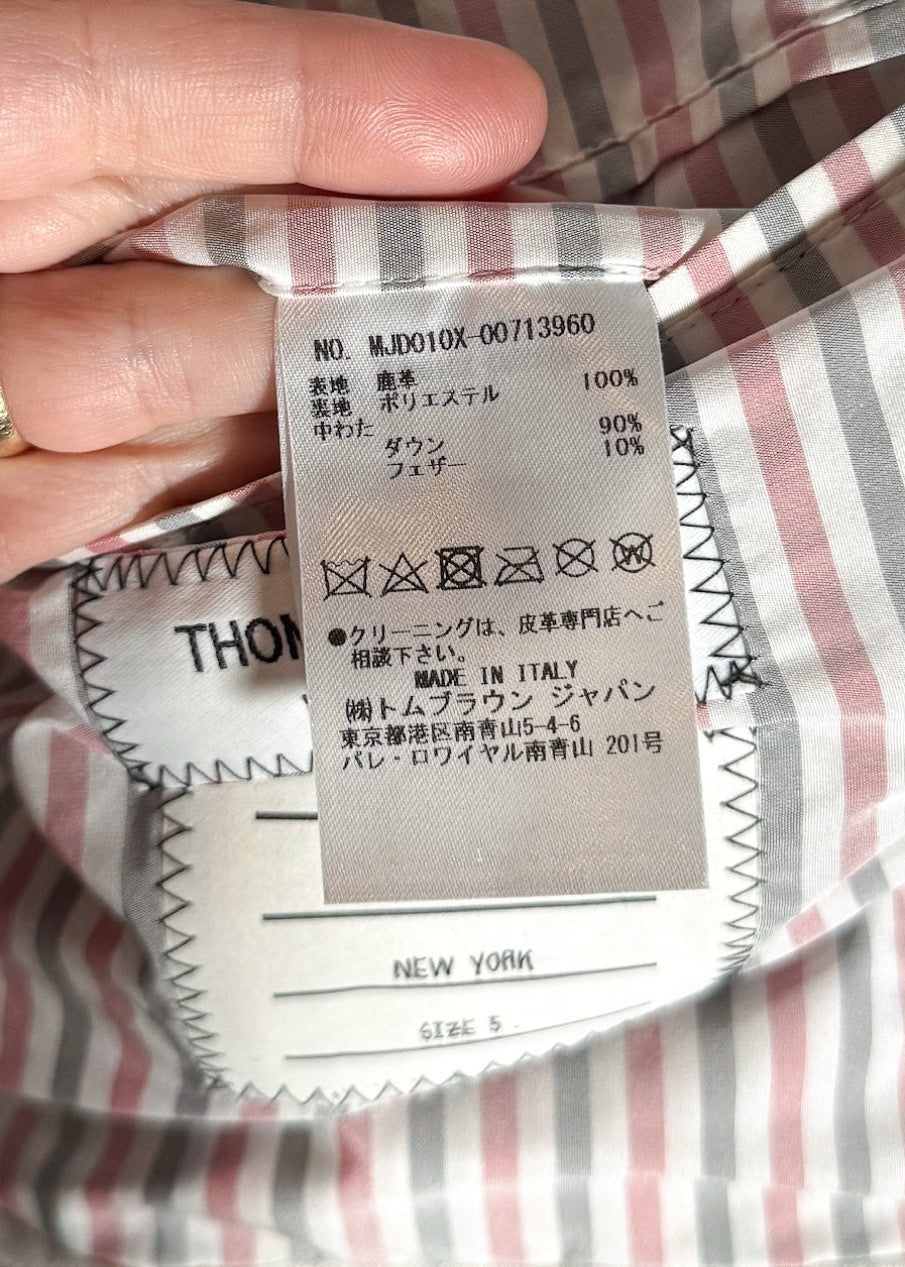 NO. MJD010X-00713960
表地 鹿革
裏地 ポリエステル 100%
中わた
ダウン 90%
フェザー 10%
●クリーニングは、皮革専門店へご
相談下さい。
MADE IN ITALY
㈱トムブラウン ジャパン
東京都港区南青山5-4-6
パレ・ロワイヤル南青山 201号
THOM
NEW YORK
SIZE 5